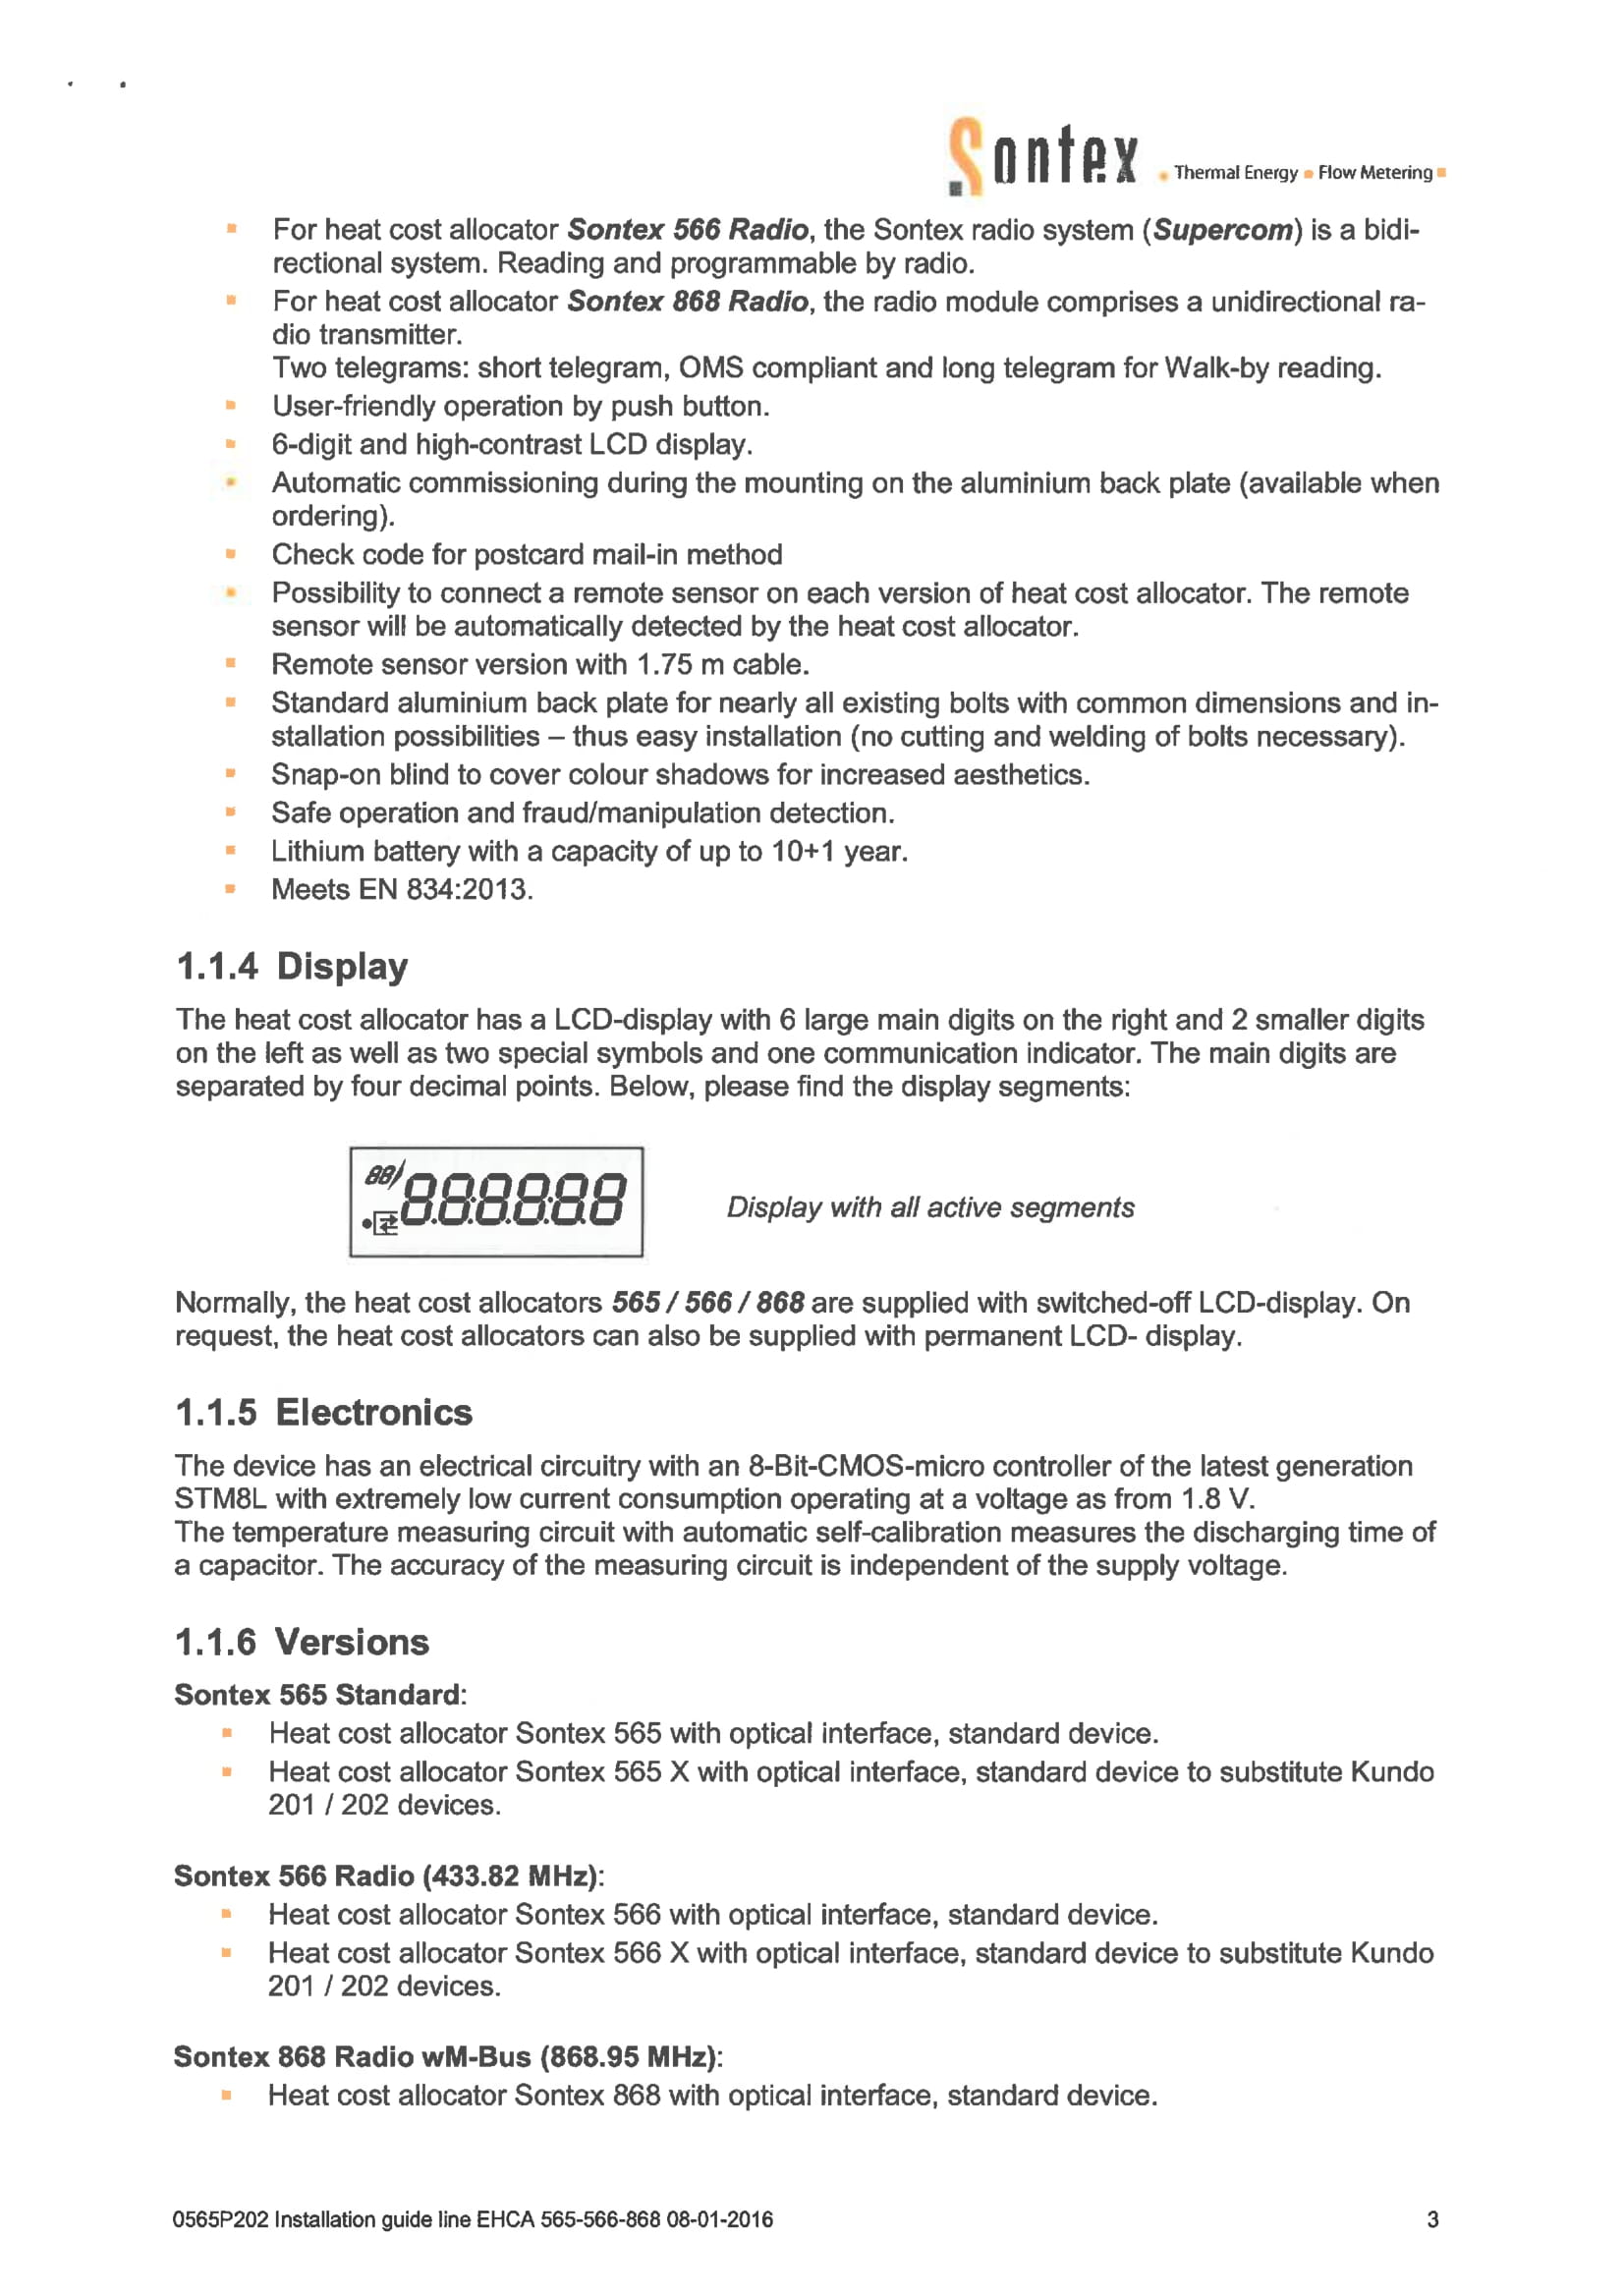 Sontex Thermal Energy Flow Metering
For heat cost allocator Sontex 566 Radio, the Sontex radio system (Supercom) is a bidi-
rectional system. Reading and programmable by radio.
For heat cost allocator Sontex 868 Radio, the radio module comprises a unidirectional ra-
dio transmitter.
Two telegrams: short telegram, OMS compliant and long telegram for Walk-by reading.
User-friendly operation by push button.
6-digit and high-contrast LCD display.
Automatic commissioning during the mounting on the aluminium back plate (available when
ordering).
Check code for postcard mail-in method
Possibility to connect a remote sensor on each version of heat cost allocator. The remote
sensor will be automatically detected by the heat cost allocator.
Remote sensor version with 1.75 m cable.
Standard aluminium back plate for nearly all existing bolts with common dimensions and in-
stallation possibilities – thus easy installation (no cutting and welding of bolts necessary).
Snap-on blind to cover colour shadows for increased aesthetics.
Safe operation and fraud/manipulation detection.
Lithium battery with a capacity of up to 10+1 year.
Meets EN 834:2013.
1.1.4 Display
The heat cost allocator has a LCD-display with 6 large main digits on the right and 2 smaller digits
on the left as well as two special symbols and one communication indicator. The main digits are
separated by four decimal points. Below, please find the display segments:
88/ 8.8:8.8:8.8
Display with all active segments
Normally, the heat cost allocators 565 / 566 / 868 are supplied with switched-off LCD-display. On
request, the heat cost allocators can also be supplied with permanent LCD- display.
1.1.5 Electronics
The device has an electrical circuitry with an 8-Bit-CMOS-micro controller of the latest generation
STM8L with extremely low current consumption operating at a voltage as from 1.8 V.
The temperature measuring circuit with automatic self-calibration measures the discharging time of
a capacitor. The accuracy of the measuring circuit is independent of the supply voltage.
1.1.6 Versions
Sontex 565 Standard:
Heat cost allocator Sontex 565 with optical interface, standard device.
Heat cost allocator Sontex 565 X with optical interface, standard device to substitute Kundo
201 / 202 devices.
Sontex 566 Radio (433.82 MHz):
Heat cost allocator Sontex 566 with optical interface, standard device.
Heat cost allocator Sontex 566 X with optical interface, standard device to substitute Kundo
201 / 202 devices.
Sontex 868 Radio wM-Bus (868.95 MHz):
Heat cost allocator Sontex 868 with optical interface, standard device.
0565P202 Installation guide line EHCA 565-566-868 08-01-2016 3